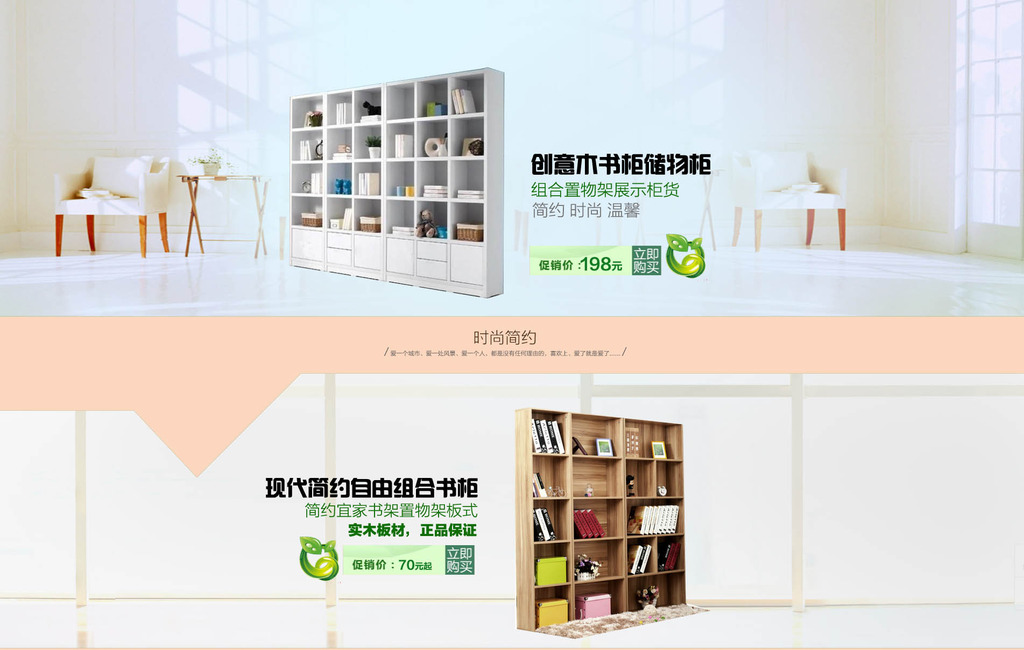 创意木书柜储物柜
组合置物架展示柜货
简约 时尚 温馨
促销价:198元
立即
购买
时尚简约
/爱一个城市、爱一处风景、爱一个人，都是没有任何理由的，喜欢上，爱了就是爱了....../
现代简约自由组合书柜
简约宜家书架置物架板式
实木板材，正品保证
促销价：70元起
立即
购买